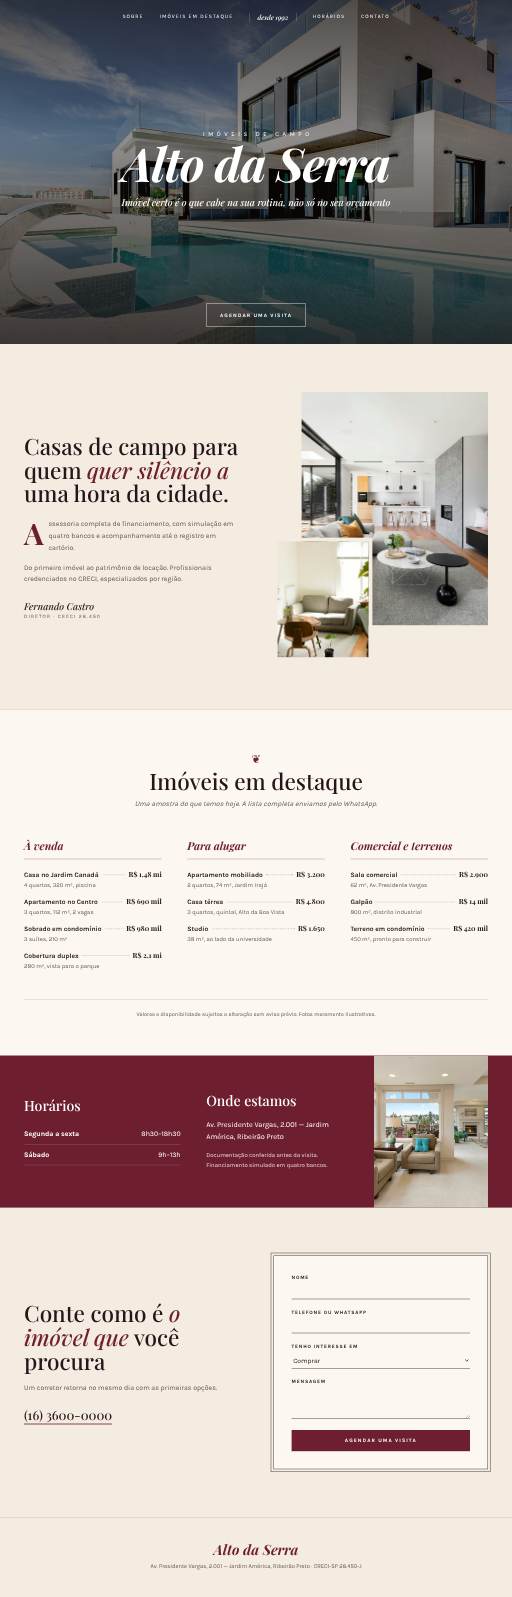 SOBRE
IMÓVEIS EM DESTAQUE
desde 1992
HORÁRIOS
CONTATO
IMÓVEIS DE CAMPO
Alto da Serra
Imóvel certo é o que cabe na sua rotina, não só no seu orçamento
AGENDAR UMA VISITA
Casas de campo para
quem quer silêncio a
uma hora da cidade.
Assessoria completa de financiamento, com simulação em
quatro bancos e acompanhamento até o registro em
cartório.
Do primeiro imóvel ao patrimônio de locação. Profissionais
credenciados no CRECI, especializados por região.
Fernando Castro
DIRETOR · CRECI 28.450
❦
Imóveis em destaque
Uma amostra do que temos hoje. A lista completa enviamos pelo WhatsApp.
À venda
Casa no Jardim Canadá R$ 1,48 mi
4 quartos, 320 m², piscina
Apartamento no Centro R$ 690 mil
3 quartos, 112 m², 2 vagas
Sobrado em condomínio R$ 980 mil
3 suítes, 210 m²
Cobertura duplex R$ 2,1 mi
280 m², vista para o parque
Para alugar
Apartamento mobiliado R$ 3.200
2 quartos, 74 m², Jardim Irajá
Casa térrea R$ 4.800
3 quartos, quintal, Alto da Boa Vista
Studio R$ 1.650
38 m², ao lado da universidade
Comercial e terrenos
Sala comercial R$ 2.900
62 m², Av. Presidente Vargas
Galpão R$ 14 mil
900 m², distrito industrial
Terreno em condomínio R$ 420 mil
450 m², pronto para construir
Valores e disponibilidade sujeitos a alteração sem aviso prévio. Fotos meramente ilustrativas.
Horários
Segunda a sexta 8h30–18h30
Sábado 9h–13h
Onde estamos
Av. Presidente Vargas, 2.001 — Jardim
América, Ribeirão Preto
Documentação conferida antes da visita.
Financiamento simulado em quatro bancos.
Conte como é o
imóvel que você
procura
Um corretor retorna no mesmo dia com as primeiras opções.
(16) 3600-0000
NOME
TELEFONE OU WHATSAPP
TENHO INTERESSE EM
Comprar
MENSAGEM
AGENDAR UMA VISITA
Alto da Serra
Av. Presidente Vargas, 2.001 — Jardim América, Ribeirão Preto · CRECI-SP 28.450-J